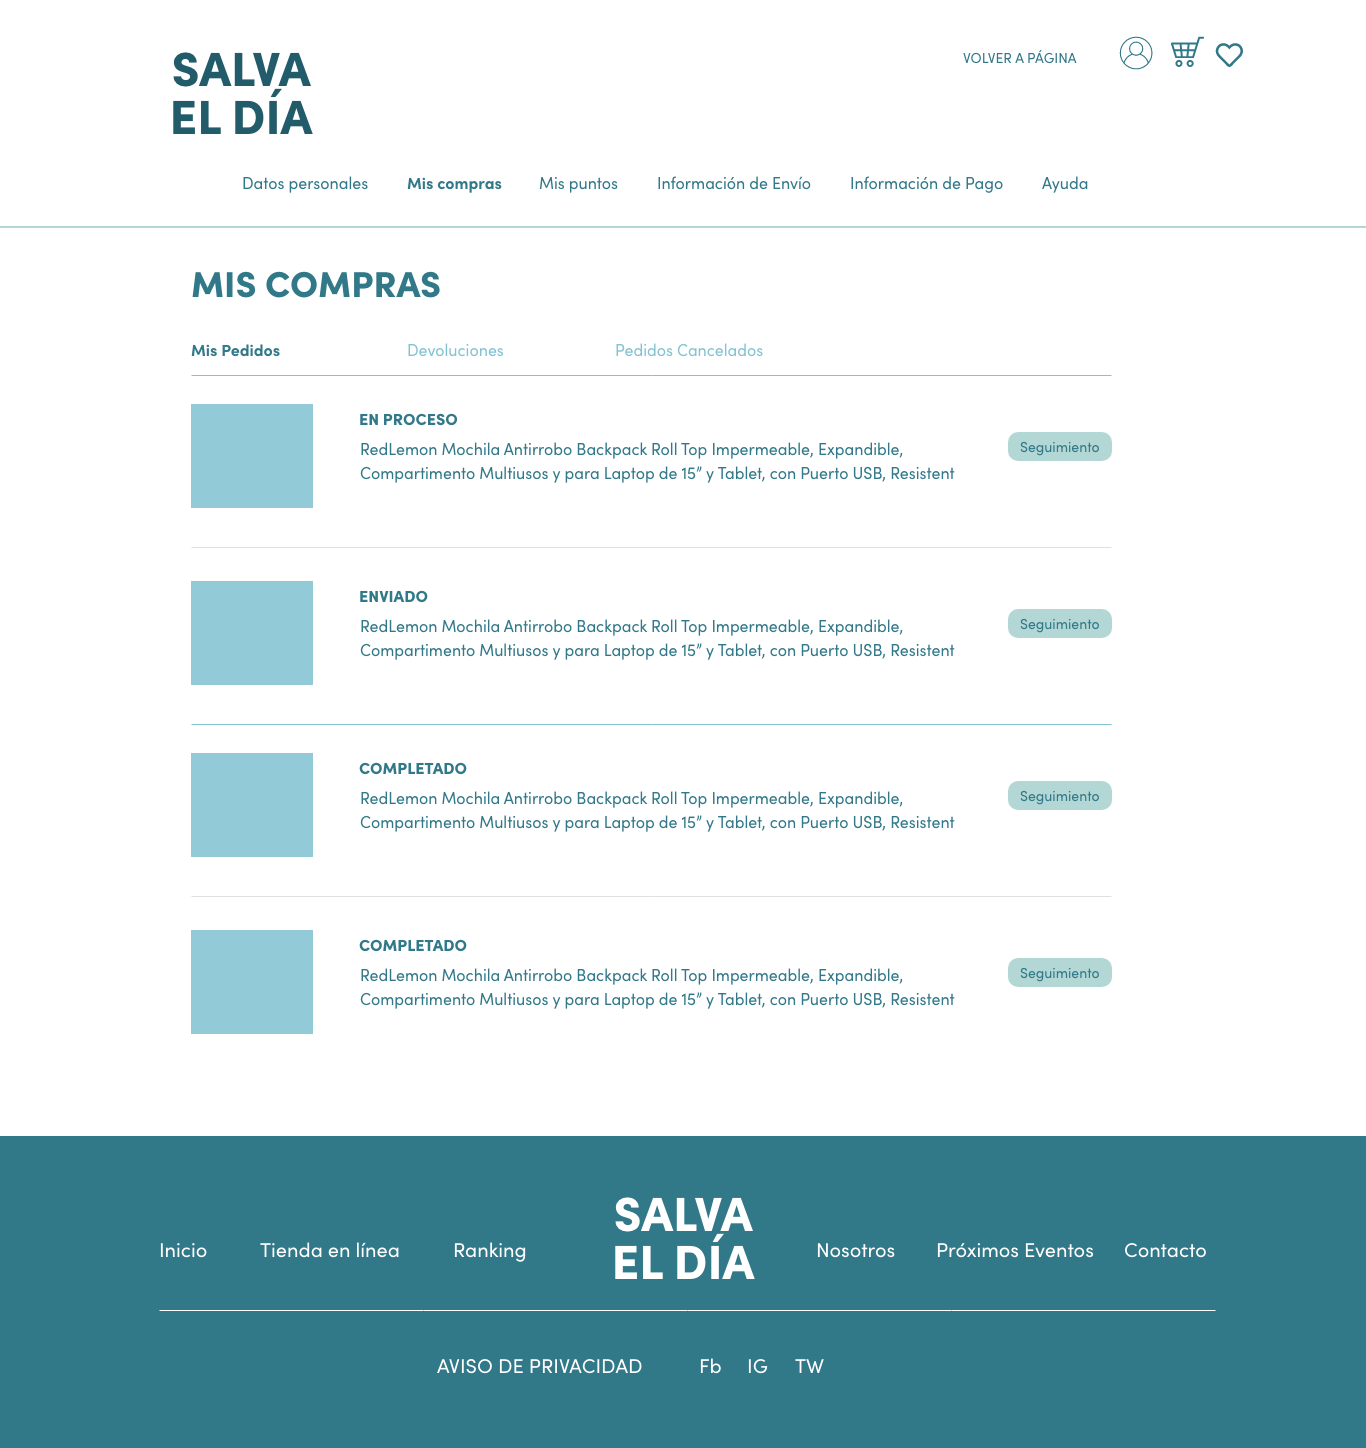 SALVA
EL DÍA
VOLVER A PÁGINA
Datos personales Mis compras Mis puntos Información de Envío Información de Pago Ayuda
MIS COMPRAS
Mis Pedidos Devoluciones Pedidos Cancelados
EN PROCESO
RedLemon Mochila Antirrobo Backpack Roll Top Impermeable, Expandible,
Compartimento Multiusos y para Laptop de 15” y Tablet, con Puerto USB, Resistent
Seguimiento
ENVIADO
RedLemon Mochila Antirrobo Backpack Roll Top Impermeable, Expandible,
Compartimento Multiusos y para Laptop de 15” y Tablet, con Puerto USB, Resistent
Seguimiento
COMPLETADO
RedLemon Mochila Antirrobo Backpack Roll Top Impermeable, Expandible,
Compartimento Multiusos y para Laptop de 15” y Tablet, con Puerto USB, Resistent
Seguimiento
COMPLETADO
RedLemon Mochila Antirrobo Backpack Roll Top Impermeable, Expandible,
Compartimento Multiusos y para Laptop de 15” y Tablet, con Puerto USB, Resistent
Seguimiento
Inicio Tienda en línea Ranking
SALVA
EL DÍA
Nosotros Próximos Eventos Contacto
AVISO DE PRIVACIDAD Fb IG TW